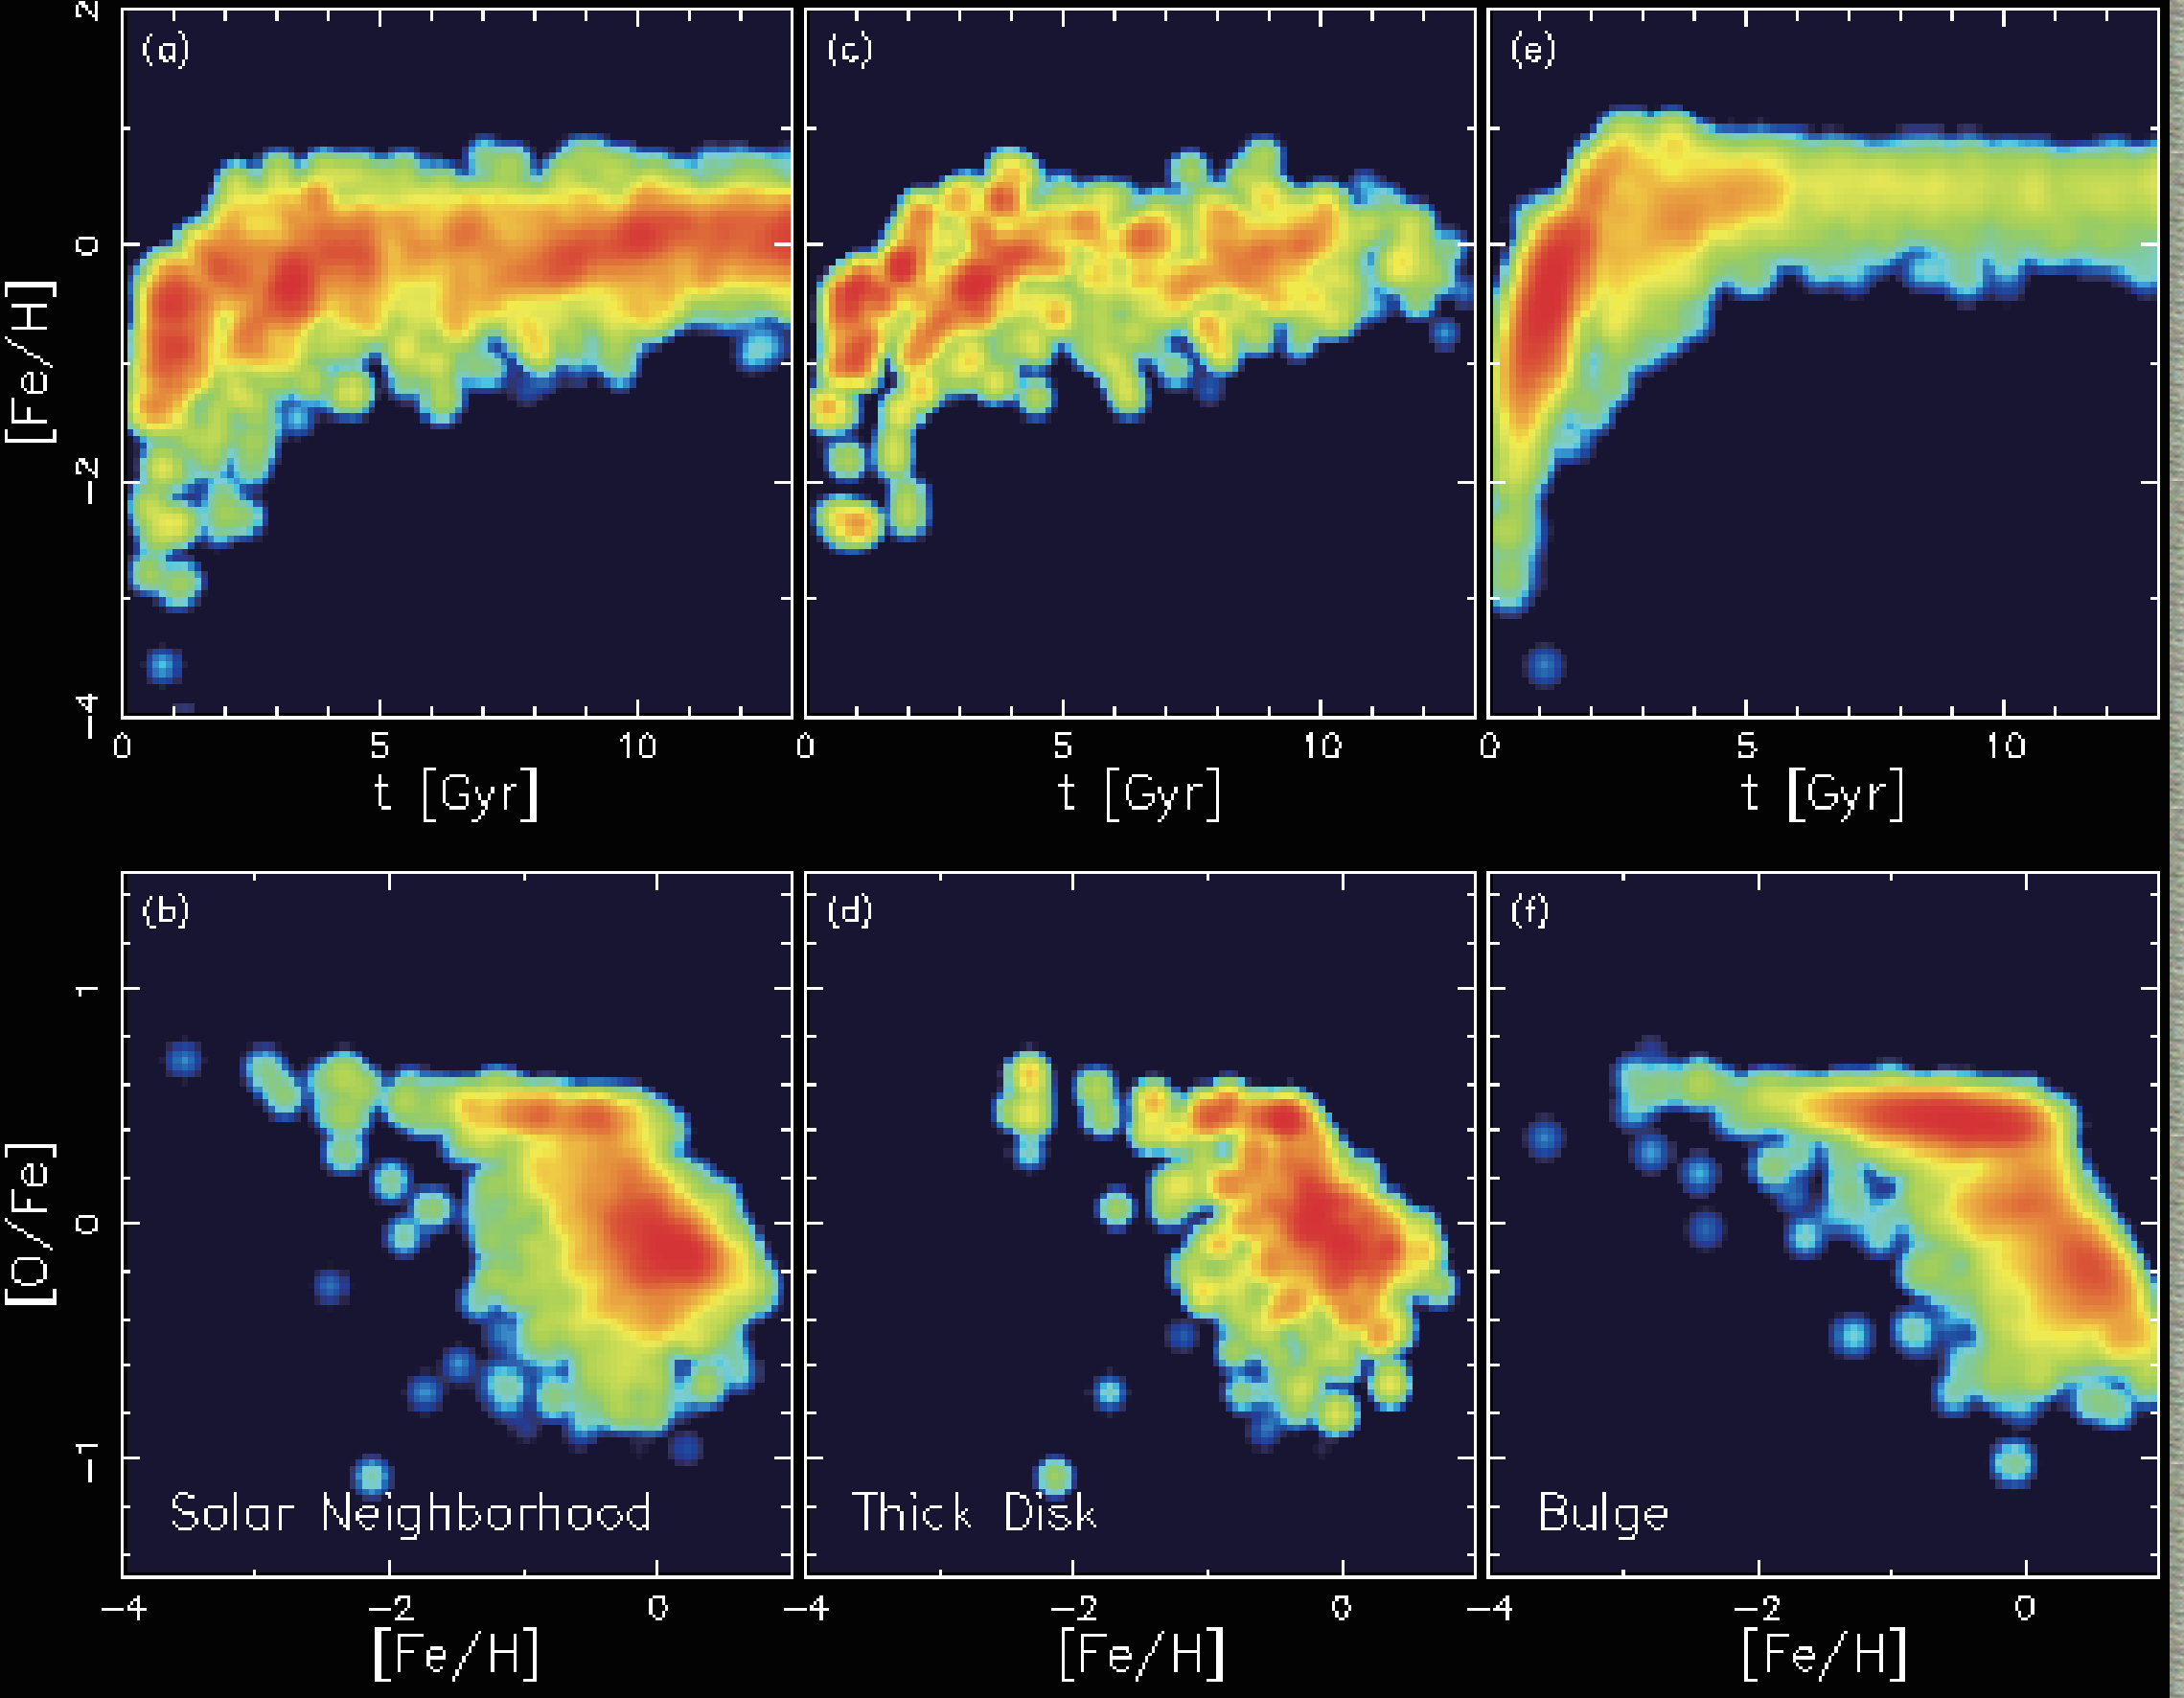 (a) (c) (e)
2
0
-2
-4
[Fe/H]
0 5 10 0 5 10 0 5 10
t [Gyr] t [Gyr] t [Gyr]
(b) (d) (f)
1
0
-1
[O/Fe]
Solar Neighborhood Thick Disk Bulge
-4 -2 0 -4 -2 0 -4 -2 0
[Fe/H] [Fe/H] [Fe/H]